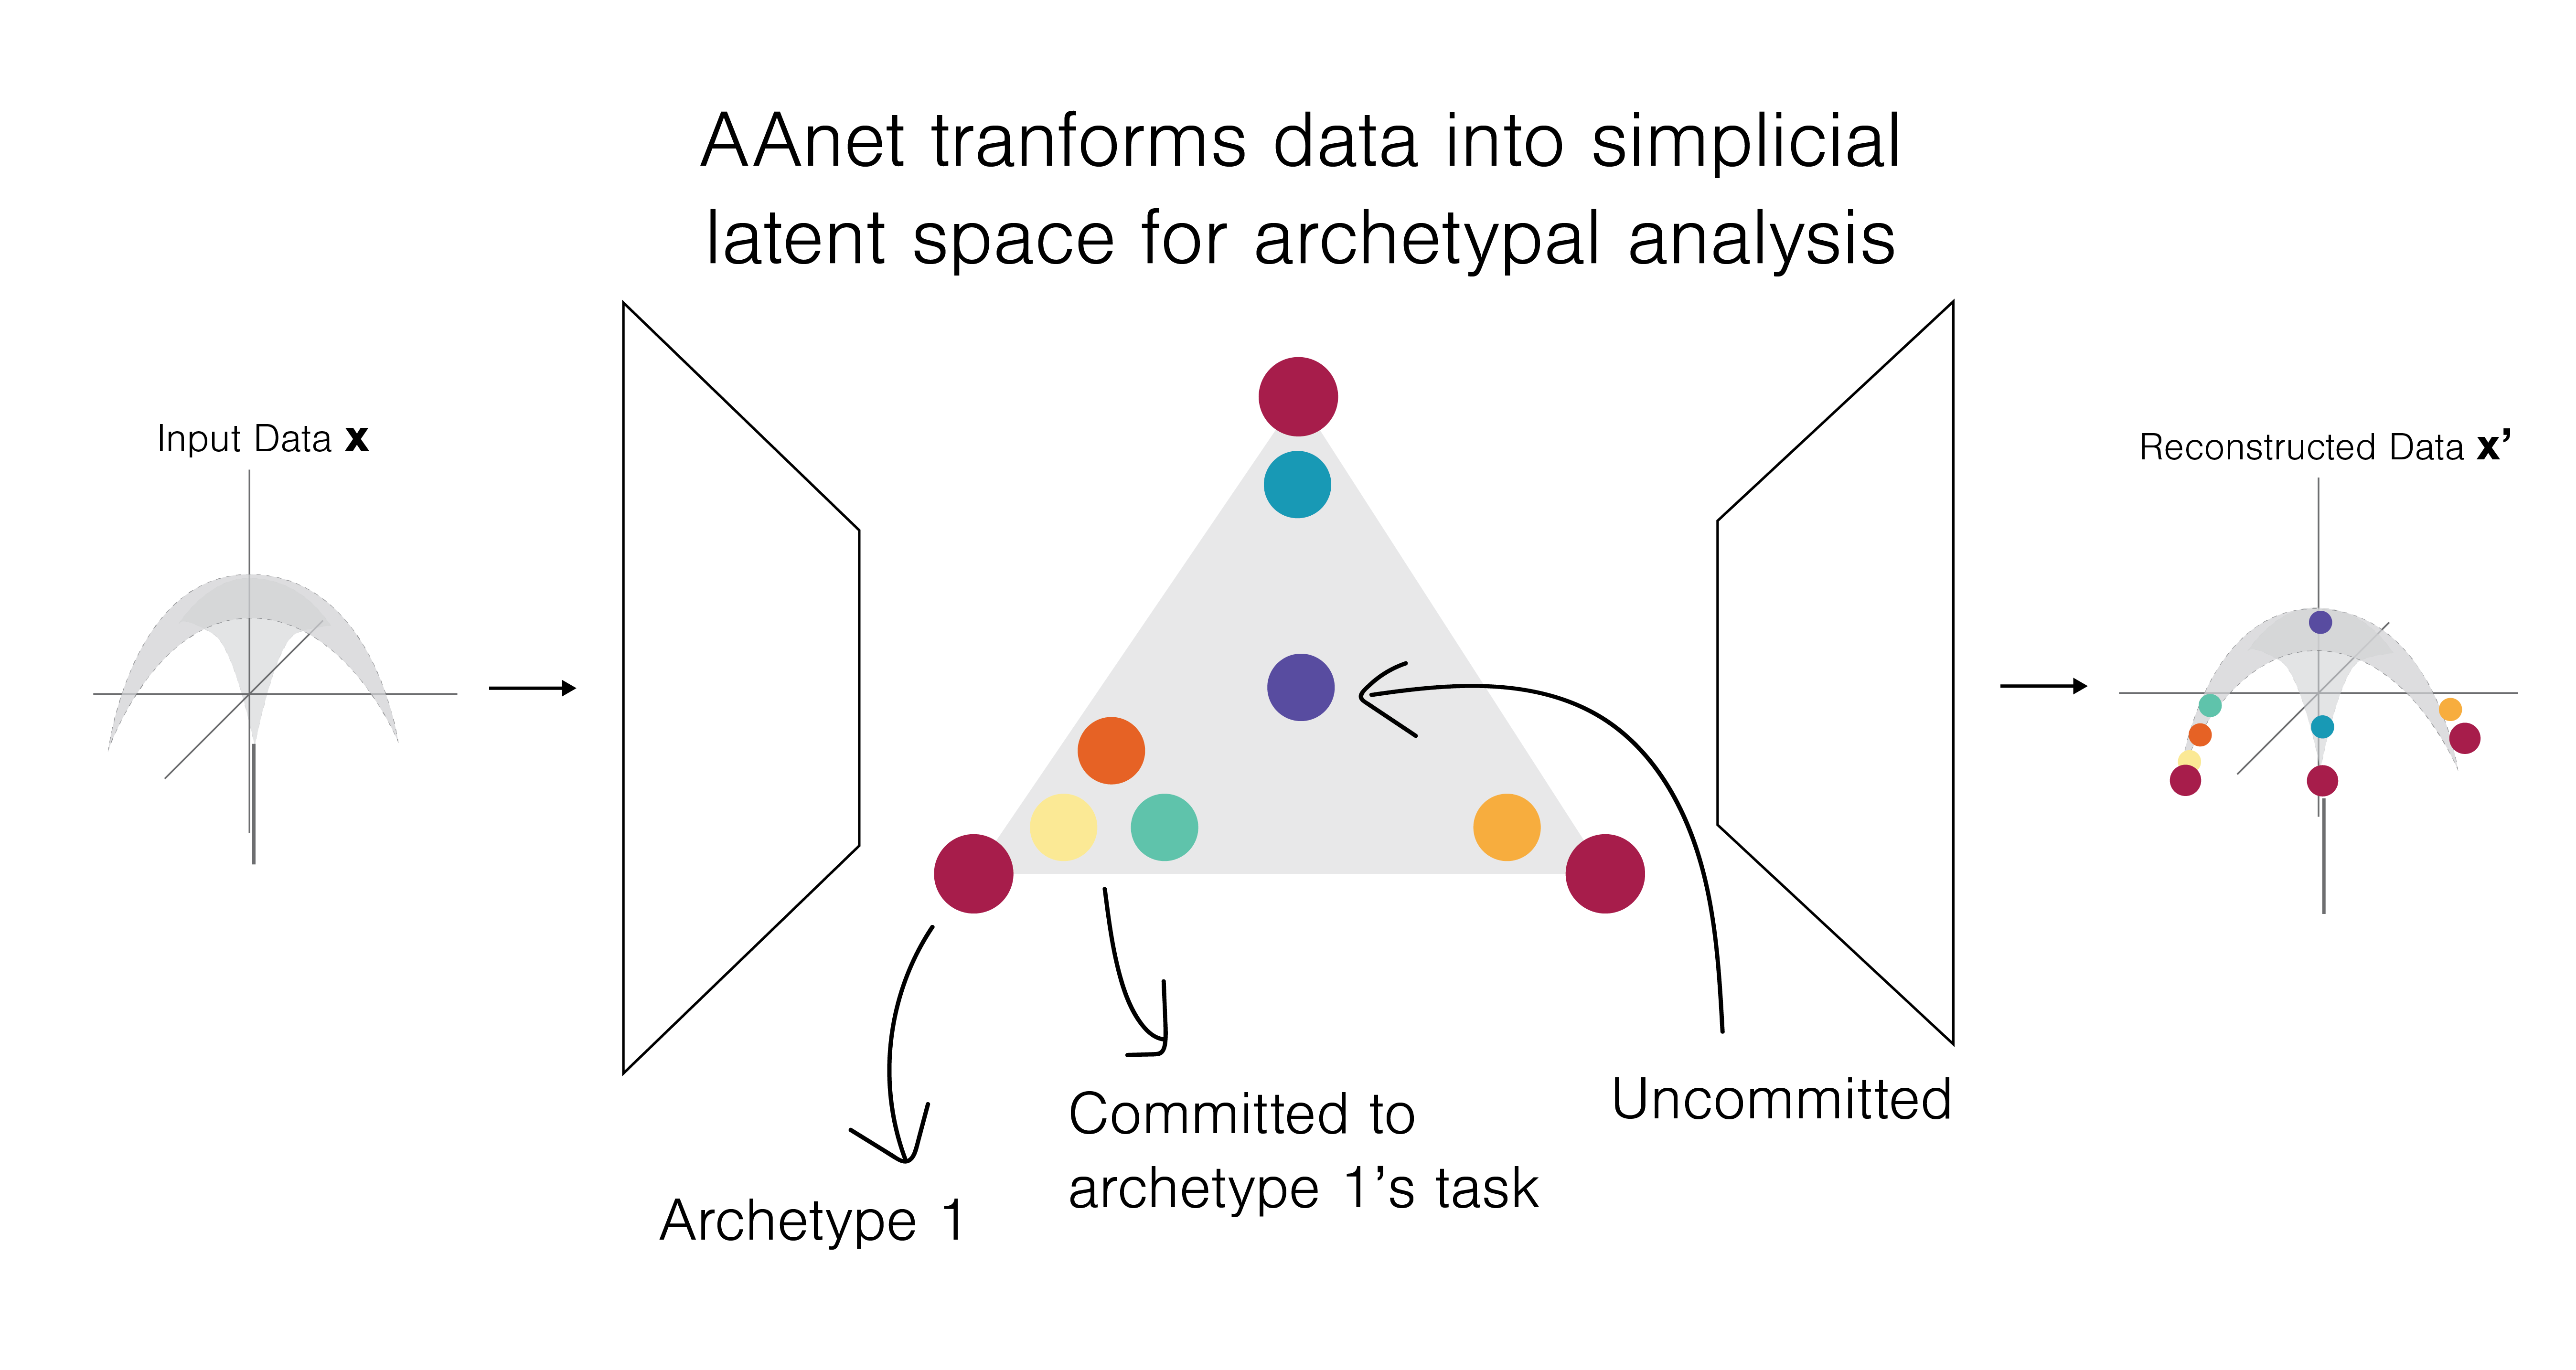 AAnet tranforms data into simplicial
latent space for archetypal analysis
Input Data x
Reconstructed Data x’
Archetype 1
Committed to
archetype 1’s task
Uncommitted